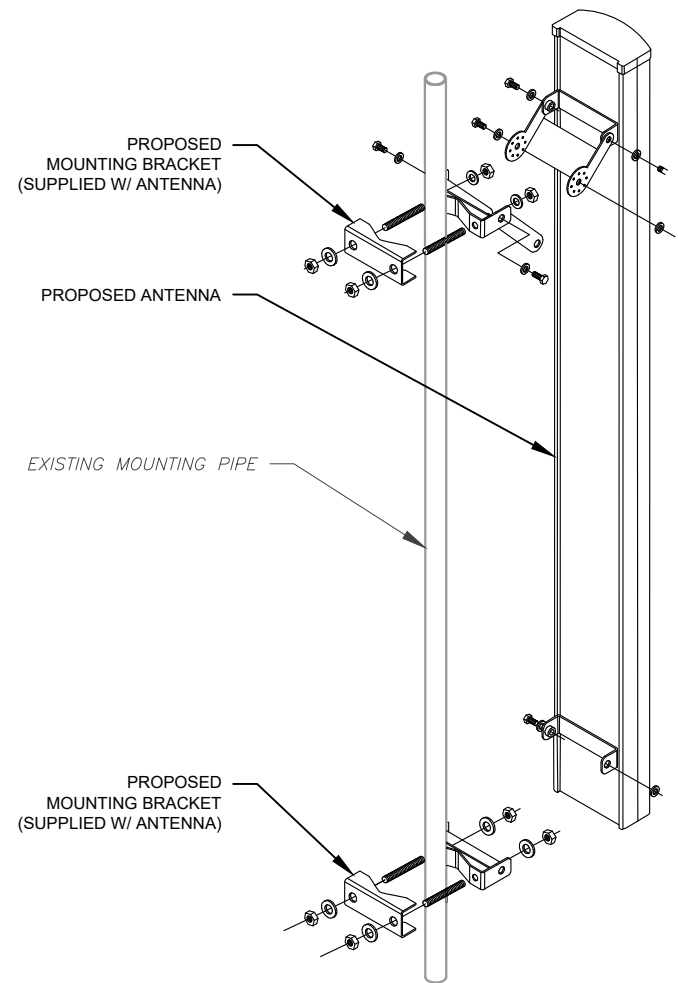 PROPOSED
MOUNTING BRACKET
(SUPPLIED W/ ANTENNA)
PROPOSED ANTENNA
EXISTING MOUNTING PIPE
PROPOSED
MOUNTING BRACKET
(SUPPLIED W/ ANTENNA)